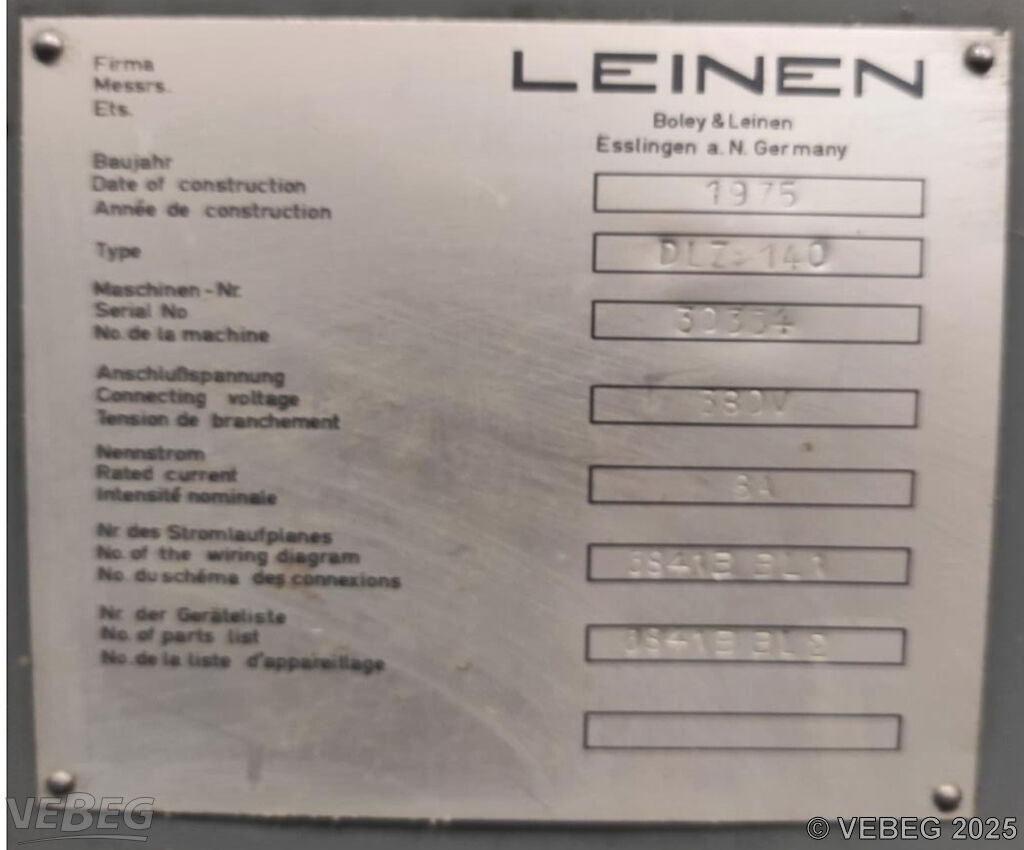 LEINEN
Boley & Leinen
Esslingen a. N. Germany
Firma
Messrs.
Ets.
Baujahr
Date of construction
Année de construction
1975
Type
DLZ-140
Maschinen-Nr.
Serial No
No. de la machine
Anschlußspannung
Connecting voltage
Tension de branchement
380V
Nennstrom
Rated current
Intensité nominale
Nr. des Stromlaufplanes
No. of the wiring diagram
No. du schéma des connexions
Nr. der Geräteliste
No. of parts list
No. de la liste d'appareillage
VEBEG
© VEBEG 2025